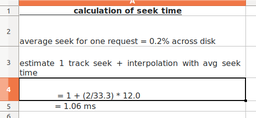 A
1 calculation of seek time
2 average seek for one request = 0.2% across disk
3 estimate 1 track seek + interpolation with avg seek
time
4 = 1 + (2/33.3) * 12.0
5 = 1.06 ms
6